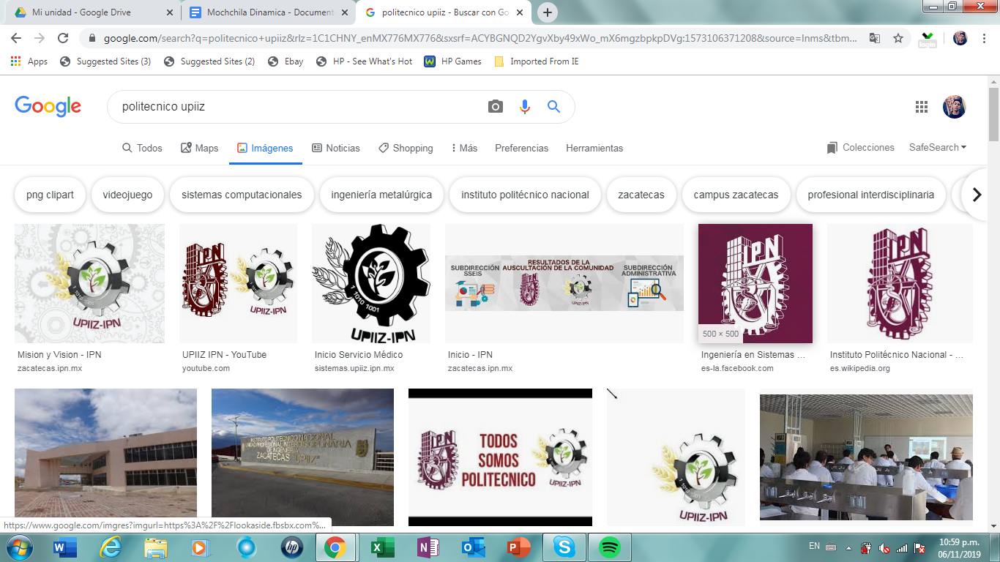 Mi unidad - Google Drive
Mochchila Dinamica - Document
politecnico upiiz - Buscar con Go
google.com/search?q=politecnico+upiiz&rlz=1C1CHNY_enMX776MX776&sxsrf=ACYBGNQD2YgvXby49xWo_mX6mgzbpkpDVg:1573106371208&source=lnms&tbm...
login
Apps
Suggested Sites (3)
Suggested Sites (2)
Ebay
HP - See What's Hot
HP Games
Imported From IE
Google
politecnico upiiz
Todos
Maps
Imágenes
Noticias
Shopping
Más
Preferencias
Herramientas
Colecciones
SafeSearch
png clipart
videojuego
sistemas computacionales
ingeniería metalúrgica
instituto politécnico nacional
zacatecas
campus zacatecas
profesional interdisciplinaria
UPIIZ-IPN
IPN
UPIIZ-IPN
1 1010 1001
UPIIZ-IPN
SUBDIRECCIÓN
SSEIS
RESULTADOS DE LA
AUSCULTACIÓN DE LA COMUNIDAD
SUBDIRECCIÓN
ADMINISTRATIVA
IPN
500 × 500
IPN
Mision y Vision - IPN
zacatecas.ipn.mx
UPIIZ IPN - YouTube
youtube.com
Inicio Servicio Médico
sistemas.upiiz.ipn.mx
Inicio - IPN
zacatecas.ipn.mx
Ingeniería en Sistemas ...
es-la.facebook.com
Instituto Politécnico Nacional - ...
es.wikipedia.org
INSTITUTO POLITECNICO NACIONAL
UNIDAD PROFESIONAL INTERDISCIPLINARIA
DE INGENIERIA
ZACATECAS "UPIIZ"
IPN
TODOS
SOMOS
POLITECNICO
UPIIZ-IPN
UPIIZ-IPN
https://www.google.com/imgres?imgurl=https%3A%2F%2Flookaside.fbsbx.com%...
EN
10:59 p.m.
06/11/2019